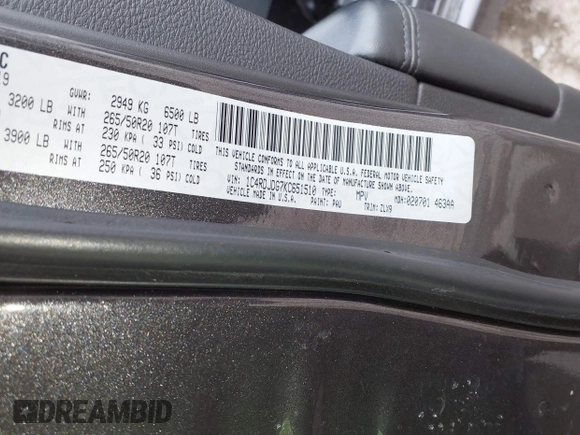 C
19
GVWR: 2949 KG 6500 LB
3200 LB WITH 265/50R20 107T TIRES
RIMS AT 230 KPA ( 33 PSI) COLD
3900 LB WITH 265/50R20 107T TIRES
RIMS AT 250 KPA ( 36 PSI) COLD
THIS VEHICLE CONFORMS TO ALL APPLICABLE U.S.A. FEDERAL MOTOR VEHICLE SAFETY
STANDARDS IN EFFECT ON THE DATE OF MANUFACTURE SHOWN ABOVE.
VIN: 1C4RDJDG7KC651510 TYPE: MPV MDH:020701 463AA
VEHICLE MADE IN U.S.A. PAINT: PAU TRIM: ZLX9
DREAMBID